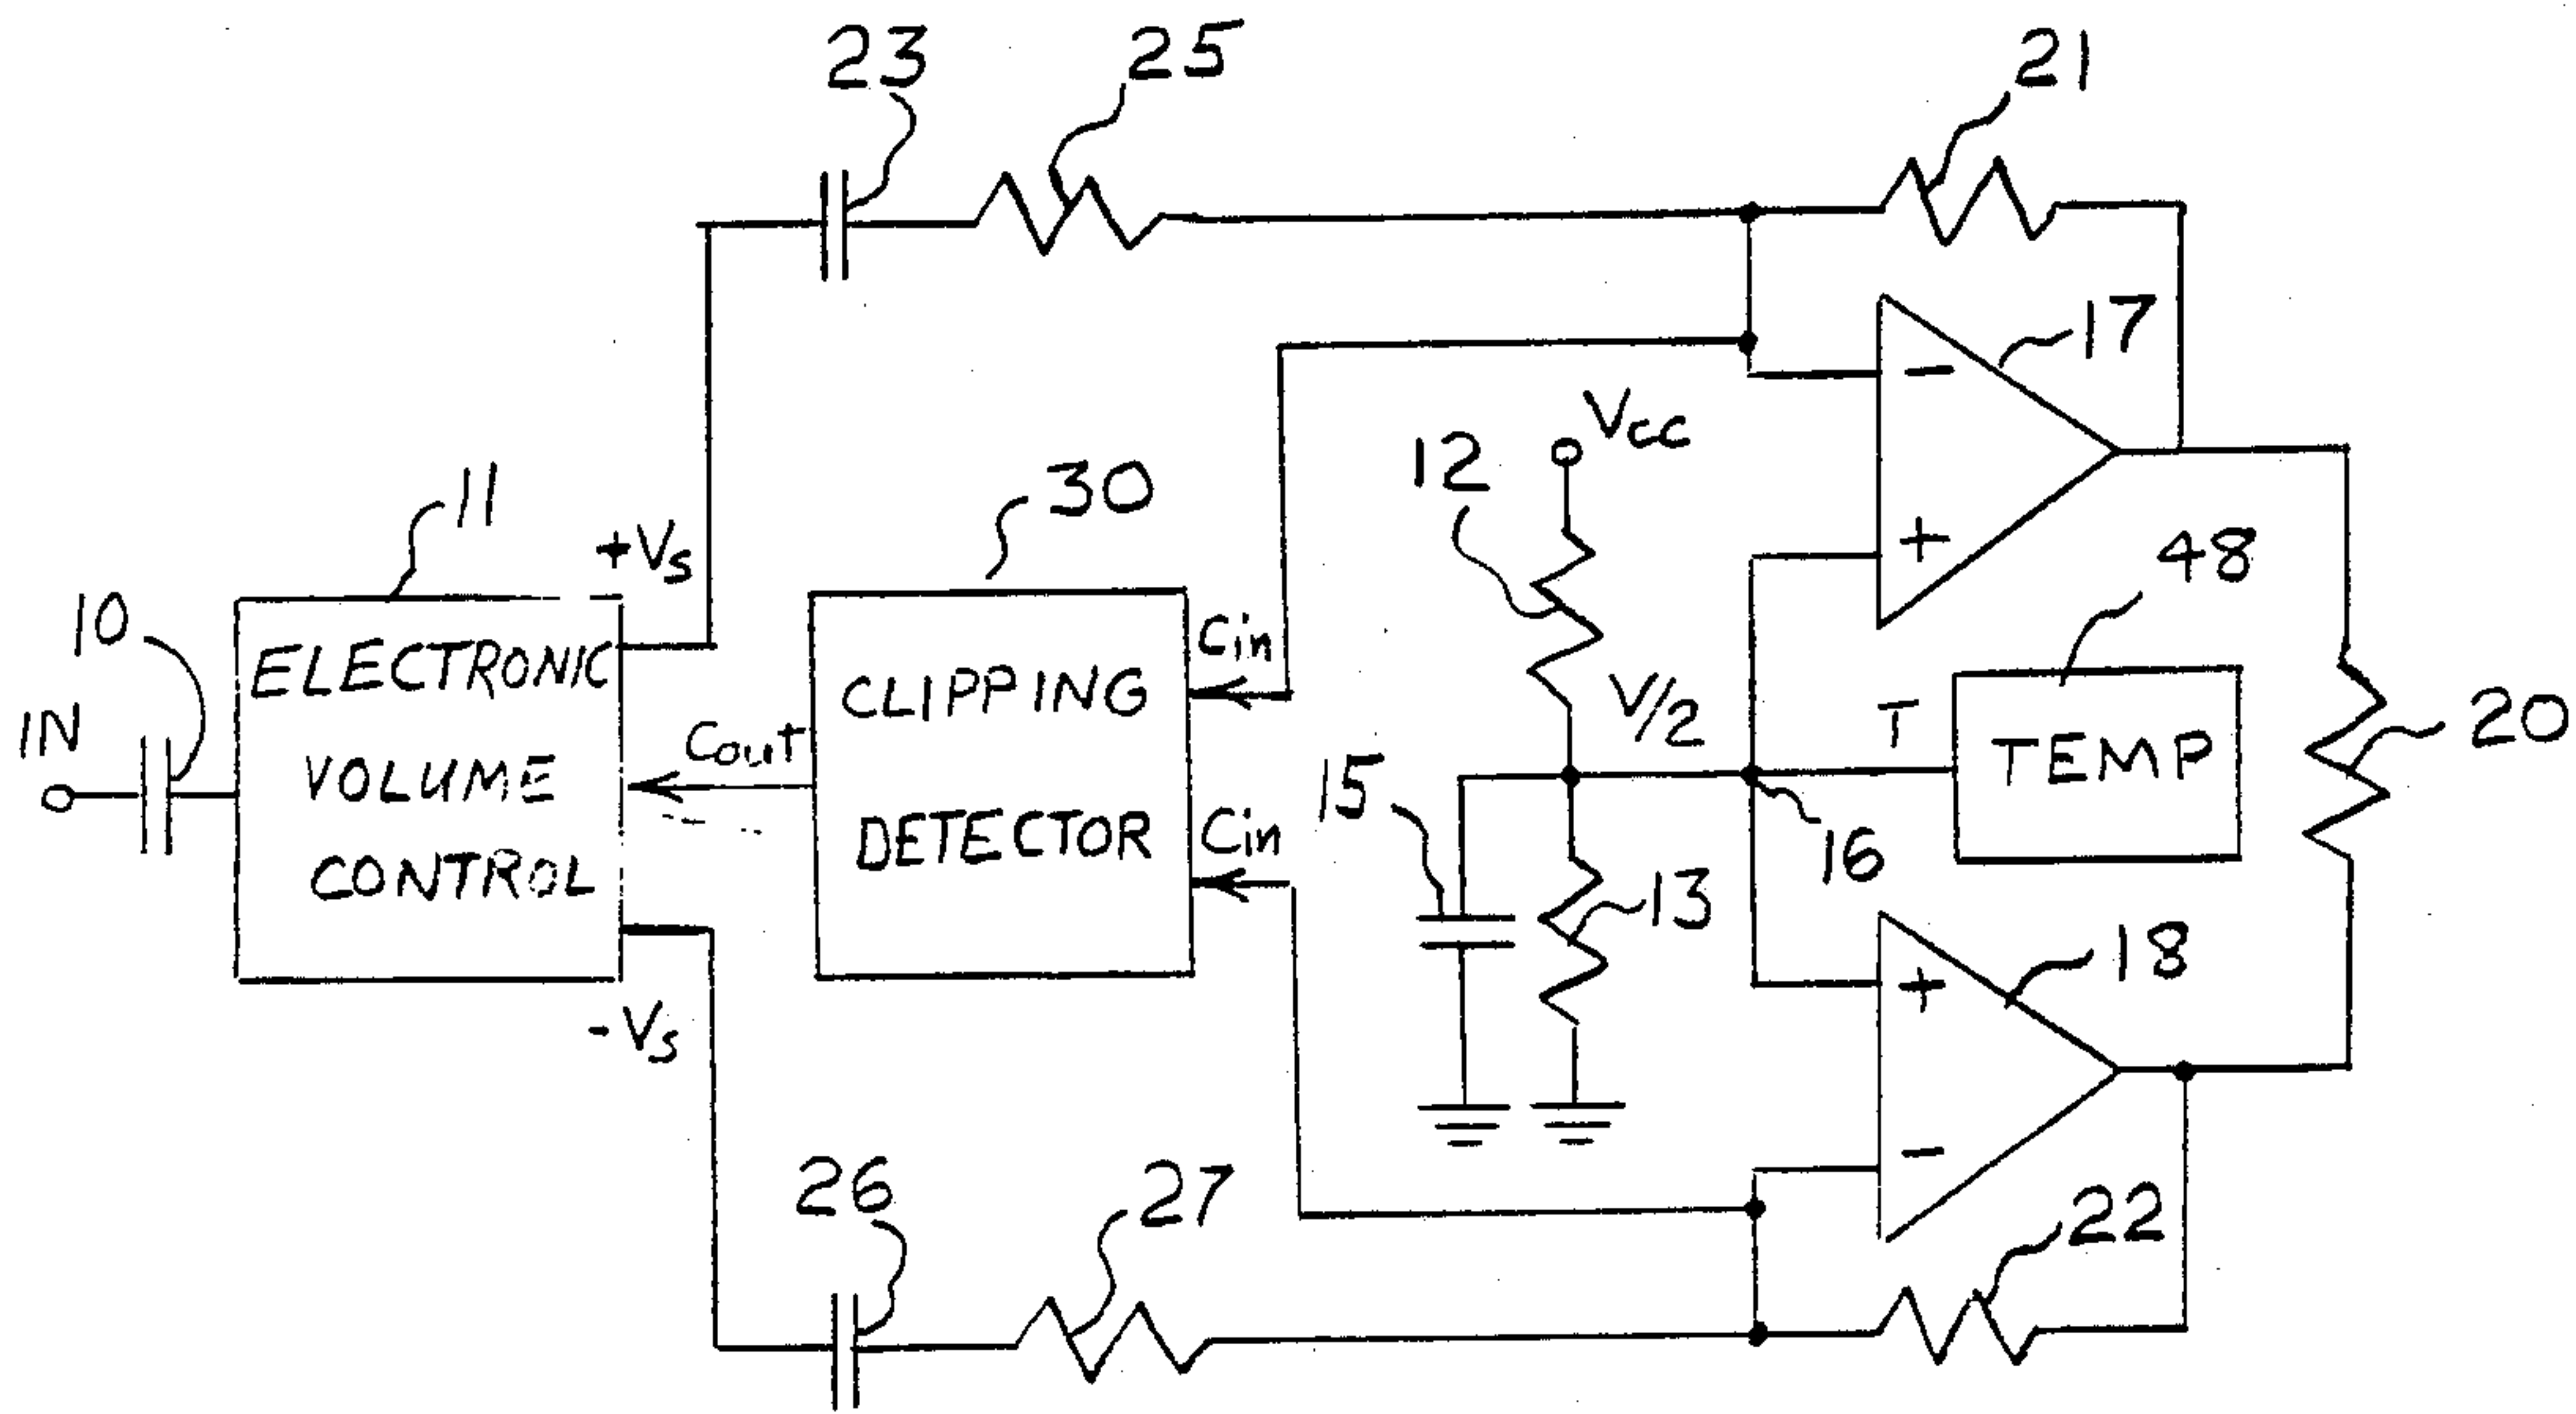 23
25
21
17
Vcc
12
11
30
+Vs
48
10
Cin
ELECTRONIC
VOLUME
CONTROL
CLIPPING
DETECTOR
IN
Cout
V/2
T
TEMP
20
15
Cin
16
13
18
-Vs
26
27
22
+
-
+
-